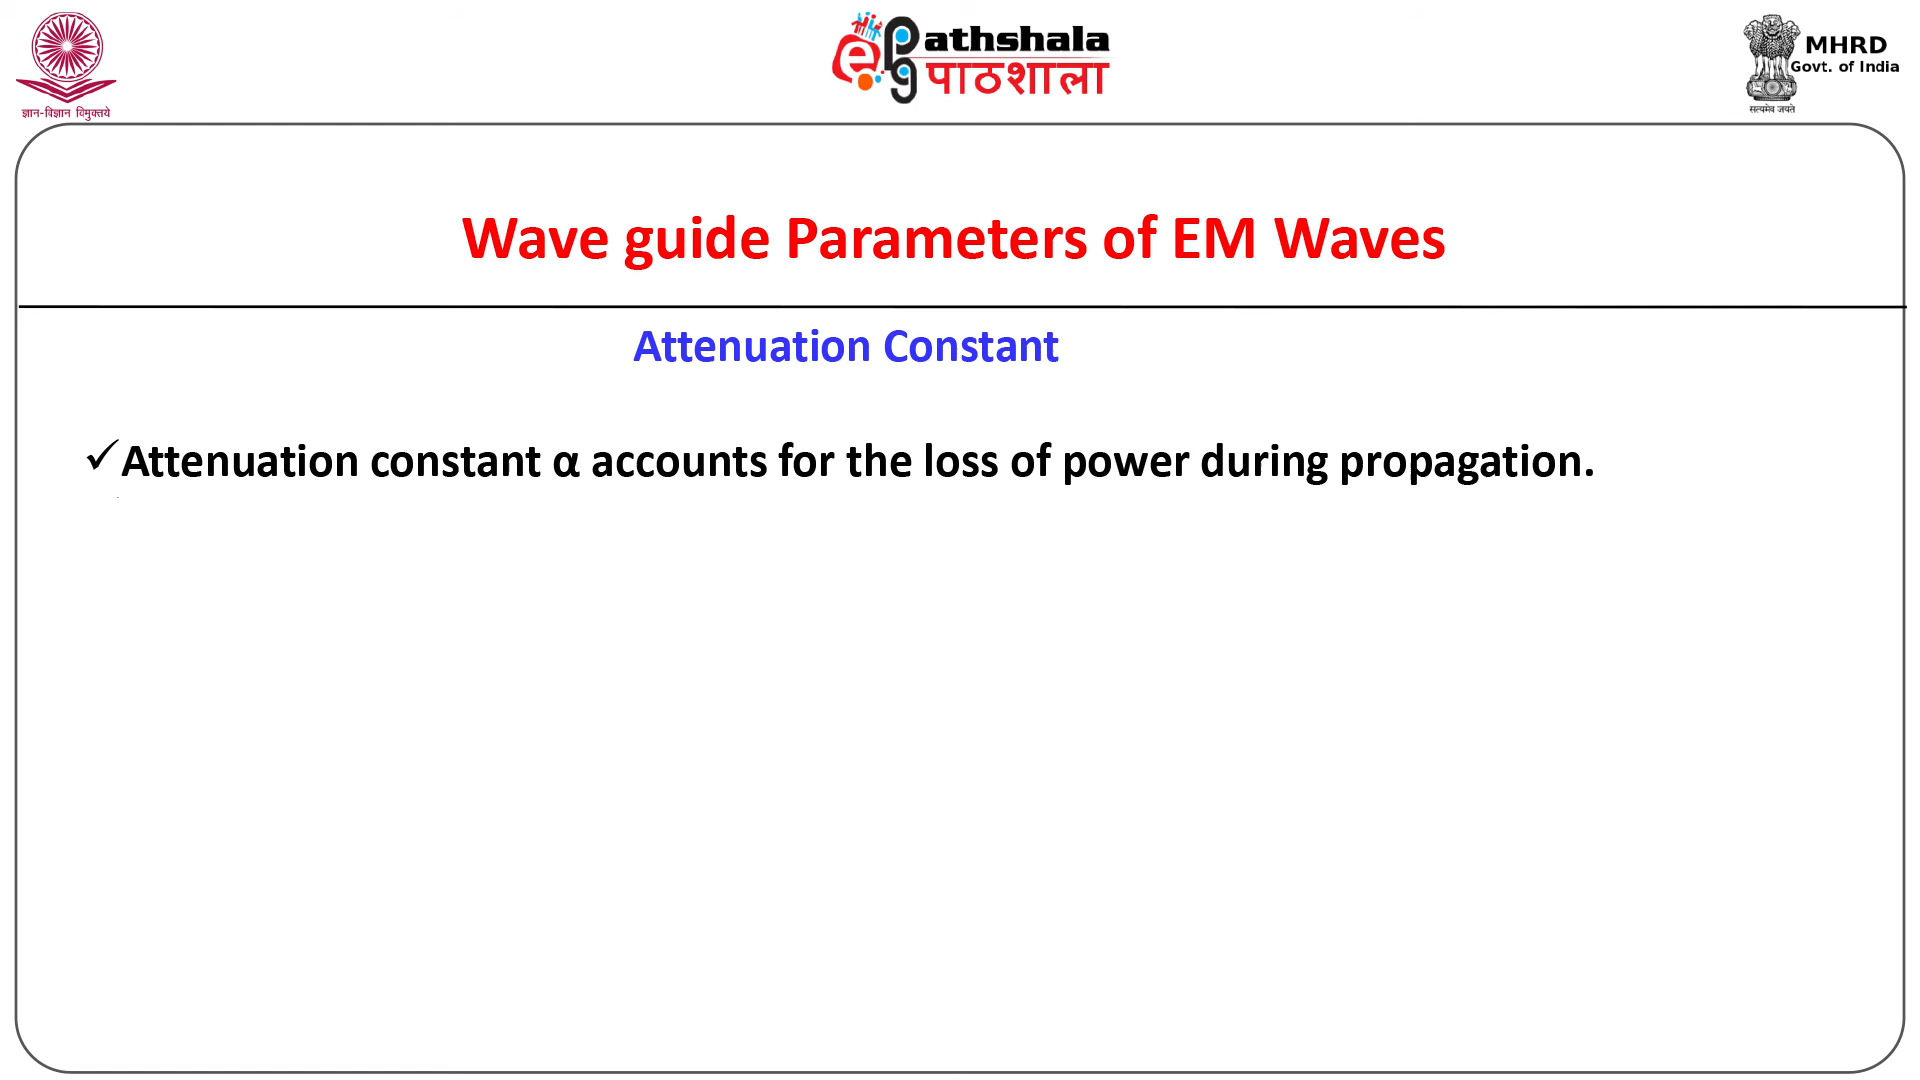 ज्ञान-विज्ञान विमुक्तये
e
pg
athshala
पाठशाला
MHRD
Govt. of India
सत्यमेव जयते
Wave guide Parameters of EM Waves
Attenuation Constant
✓Attenuation constant α accounts for the loss of power during propagation.